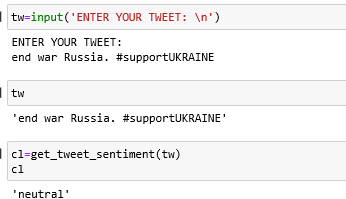 tw=input('ENTER YOUR TWEET: \n')
ENTER YOUR TWEET:
end war Russia. #supportUKRAINE
tw
'end war Russia. #supportUKRAINE'
cl=get_tweet_sentiment(tw)
cl
'neutral'